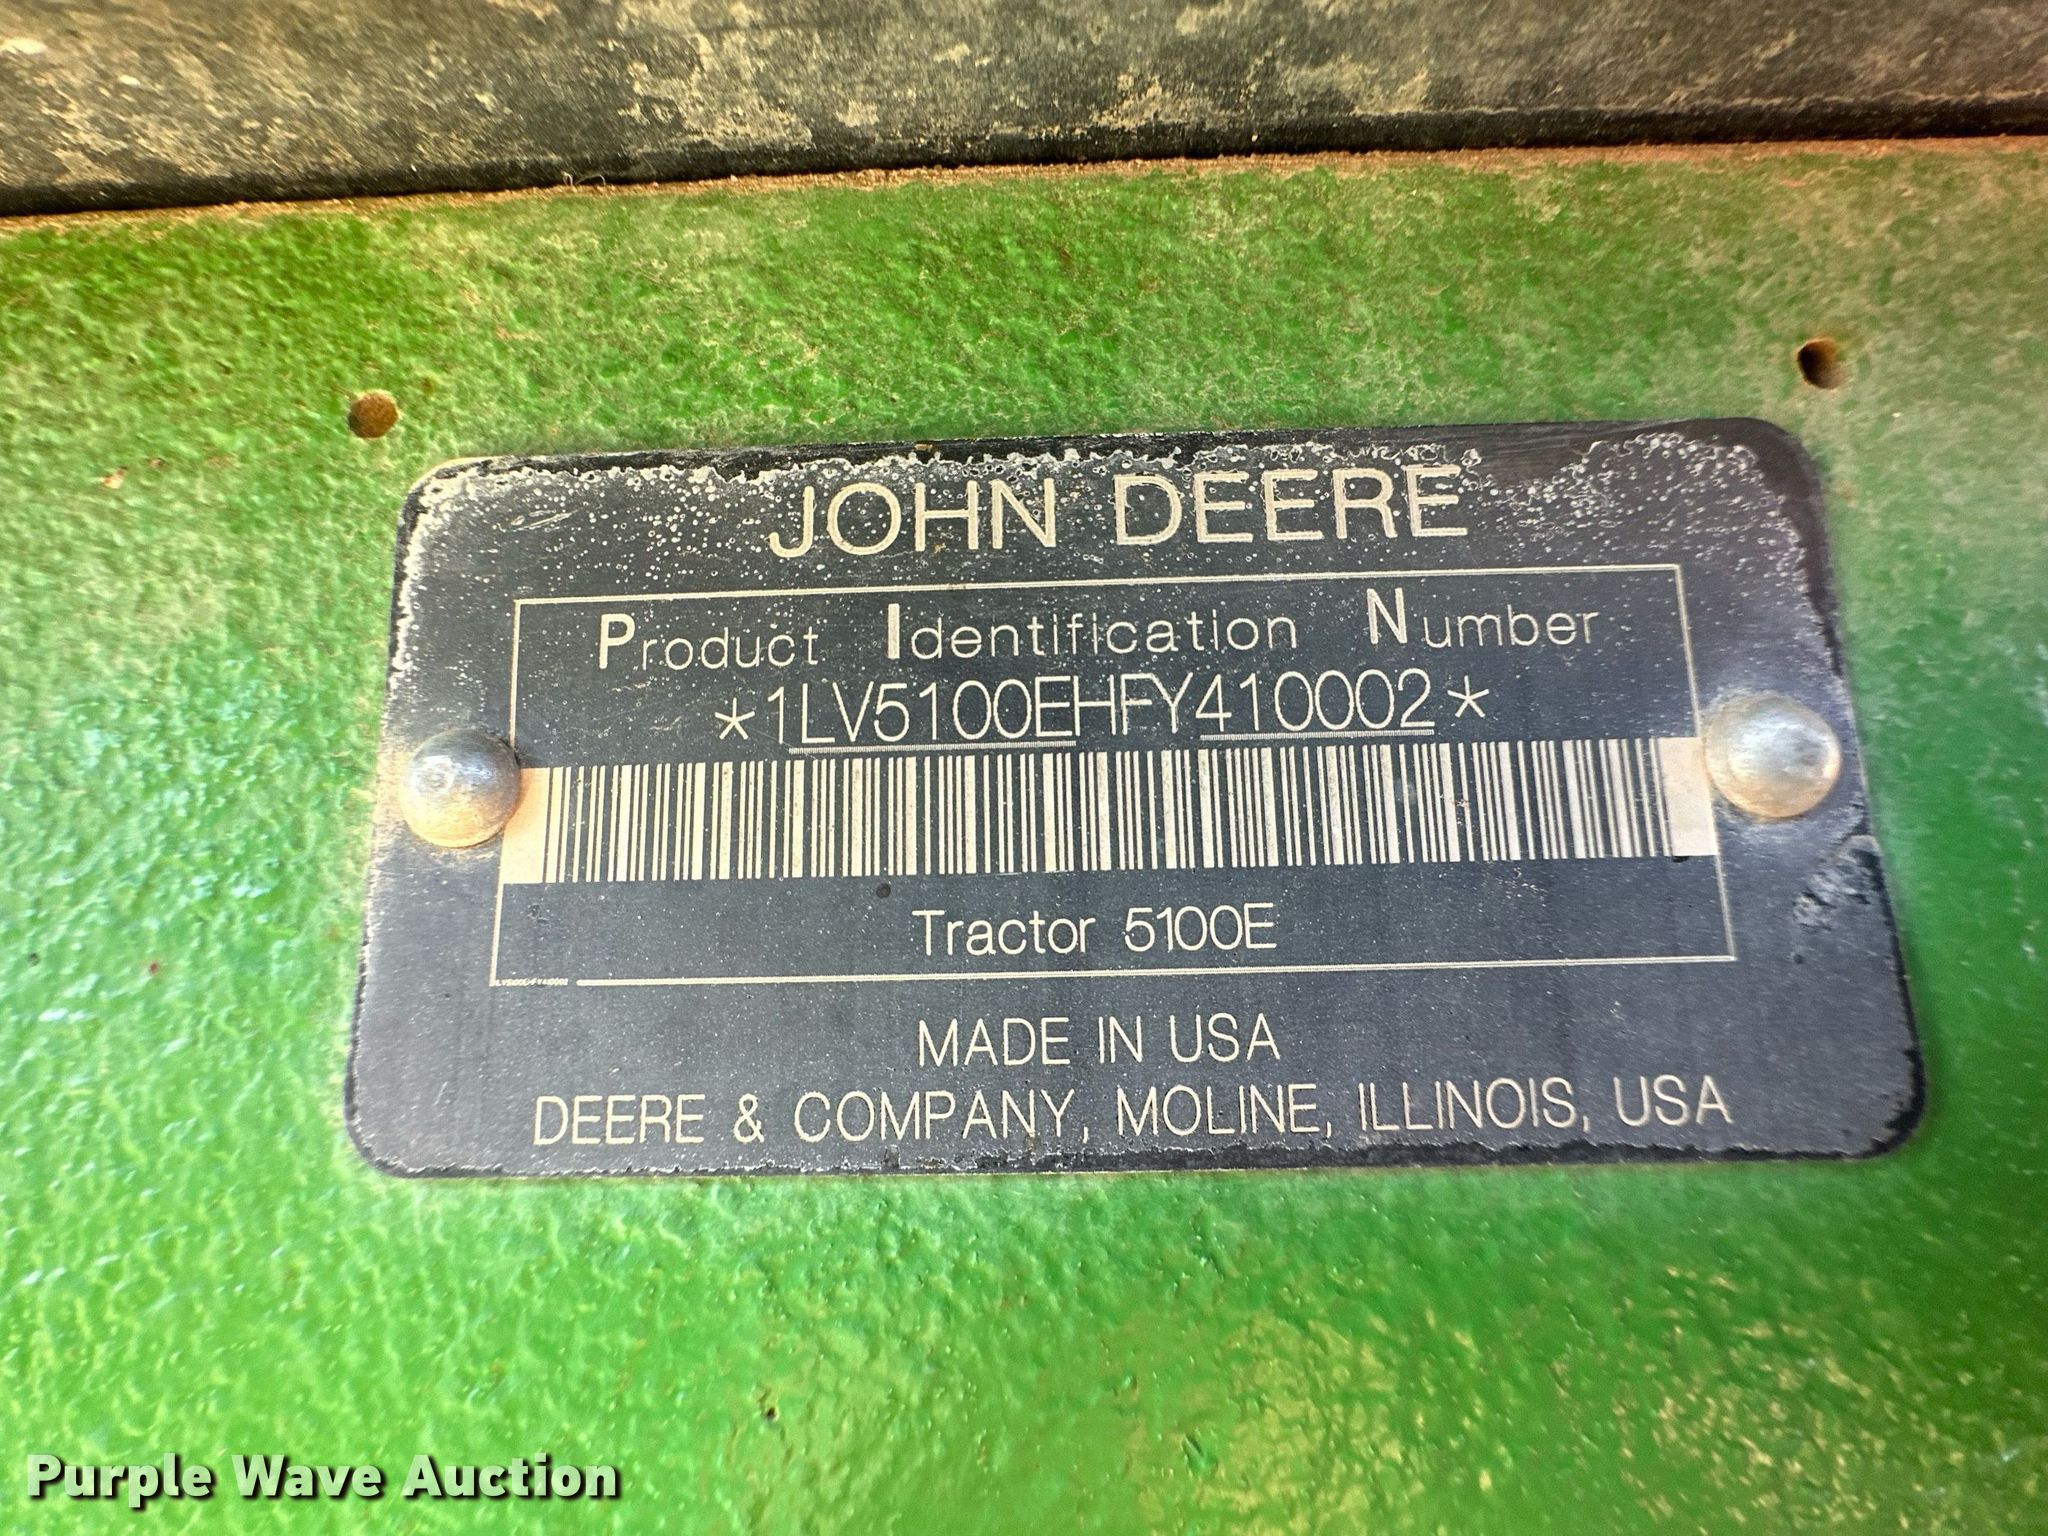 JOHN DEERE
Product Identification Number
*1LV5100EHFY410002*
Tractor 5100E
1LV5100EHFY410002
MADE IN USA
DEERE & COMPANY, MOLINE, ILLINOIS, USA
Purple Wave Auction